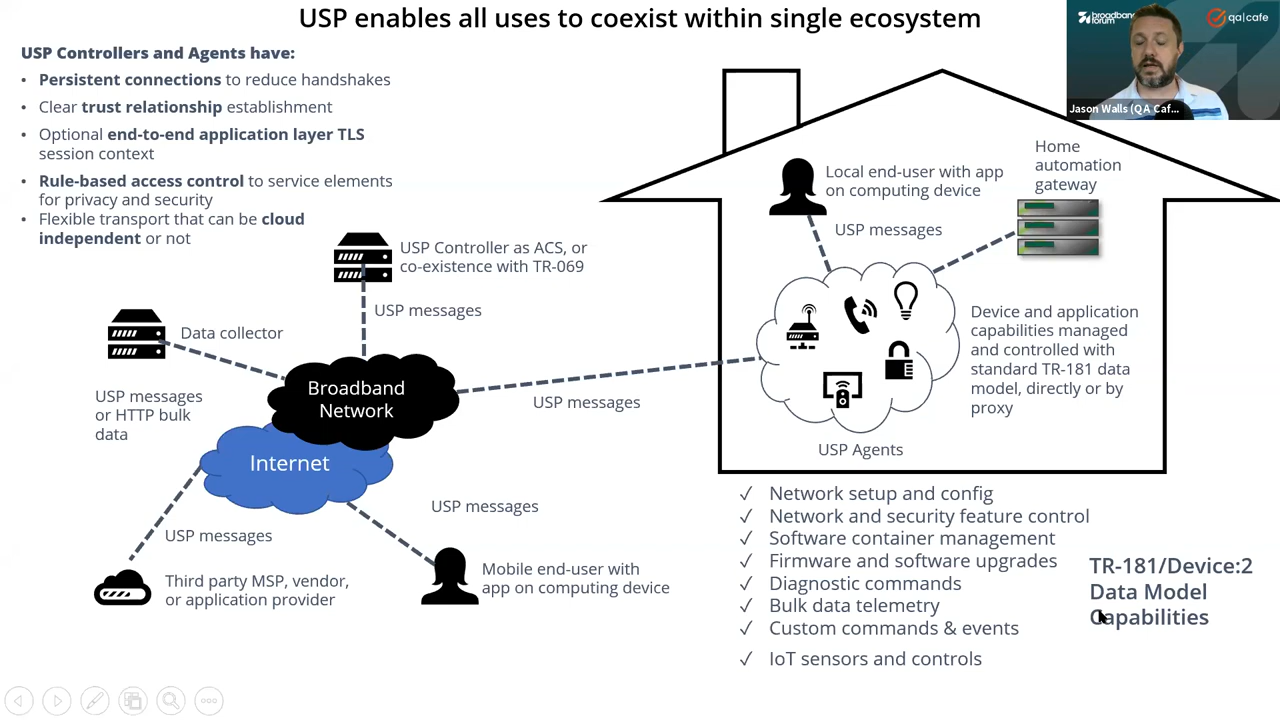 USP enables all uses to coexist within single ecosystem
broadband
forum
qa|cafe
Jason Walls (QA Caf...
USP Controllers and Agents have:
• Persistent connections to reduce handshakes
• Clear trust relationship establishment
• Optional end-to-end application layer TLS
session context
• Rule-based access control to service elements
for privacy and security
• Flexible transport that can be cloud
independent or not
USP Controller as ACS, or
co-existence with TR-069
USP messages
Data collector
USP messages
or HTTP bulk
data
Broadband
Network
Internet
USP messages
USP messages
Third party MSP, vendor,
or application provider
USP messages
Mobile end-user with
app on computing device
Local end-user with app
on computing device
USP messages
Home
automation
gateway
Device and application
capabilities managed
and controlled with
standard TR-181 data
model, directly or by
proxy
USP Agents
✓ Network setup and config
✓ Network and security feature control
✓ Software container management
✓ Firmware and software upgrades
✓ Diagnostic commands
✓ Bulk data telemetry
✓ Custom commands & events
✓ IoT sensors and controls
TR-181/Device:2
Data Model
Capabilities